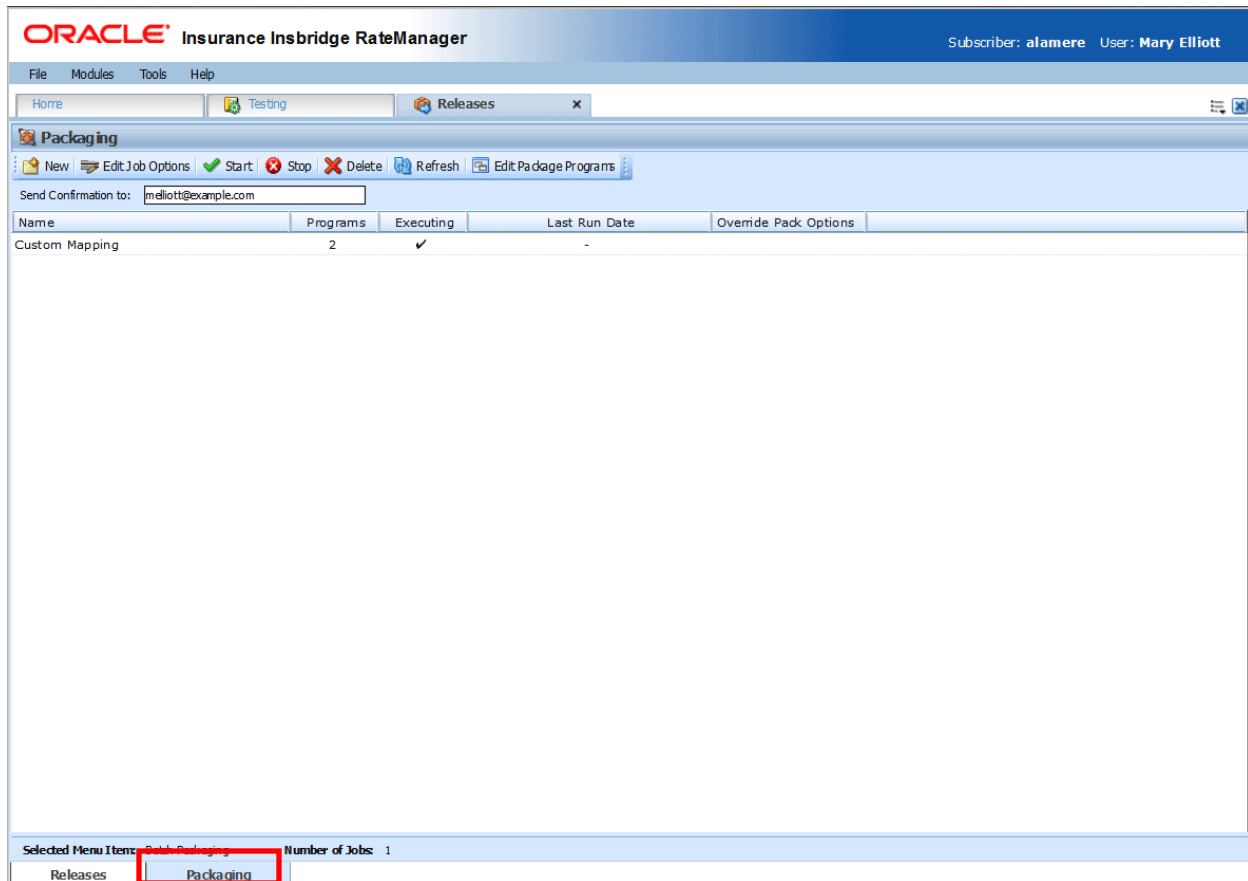 ORACLE Insurance Insbridge RateManager
Subscriber: alamere User: Mary Elliott
File Modules Tools Help
Home Testing Releases
Packaging
New Edit Job Options Start Stop Delete Refresh Edit Package Programs
Send Confirmation to: melliott@example.com
Name Programs Executing Last Run Date Override Pack Options
Custom Mapping 2 ✔ -
Selected Menu Item: Batch Packaging Number of Jobs: 1
Releases Packaging